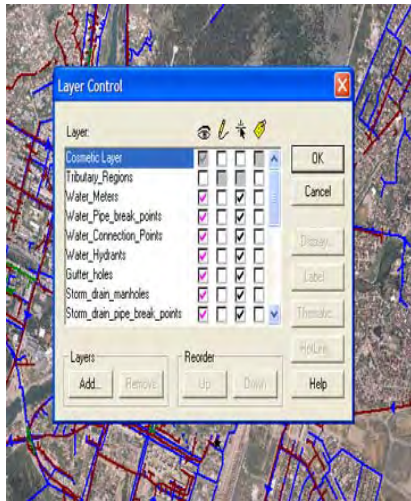 Layer Control
Layer:
Cosmetic Layer
Tributary_Regions
Water_Meters
Water_Pipe_break_points
Water_Connection_Points
Water_Hydrants
Gutter_holes
Storm_drain_manholes
Storm_drain_pipe_break_points
OK
Cancel
Display...
Label...
Thematic...
HotLink...
Help
Layers
Add...
Remove
Reorder
Up
Down